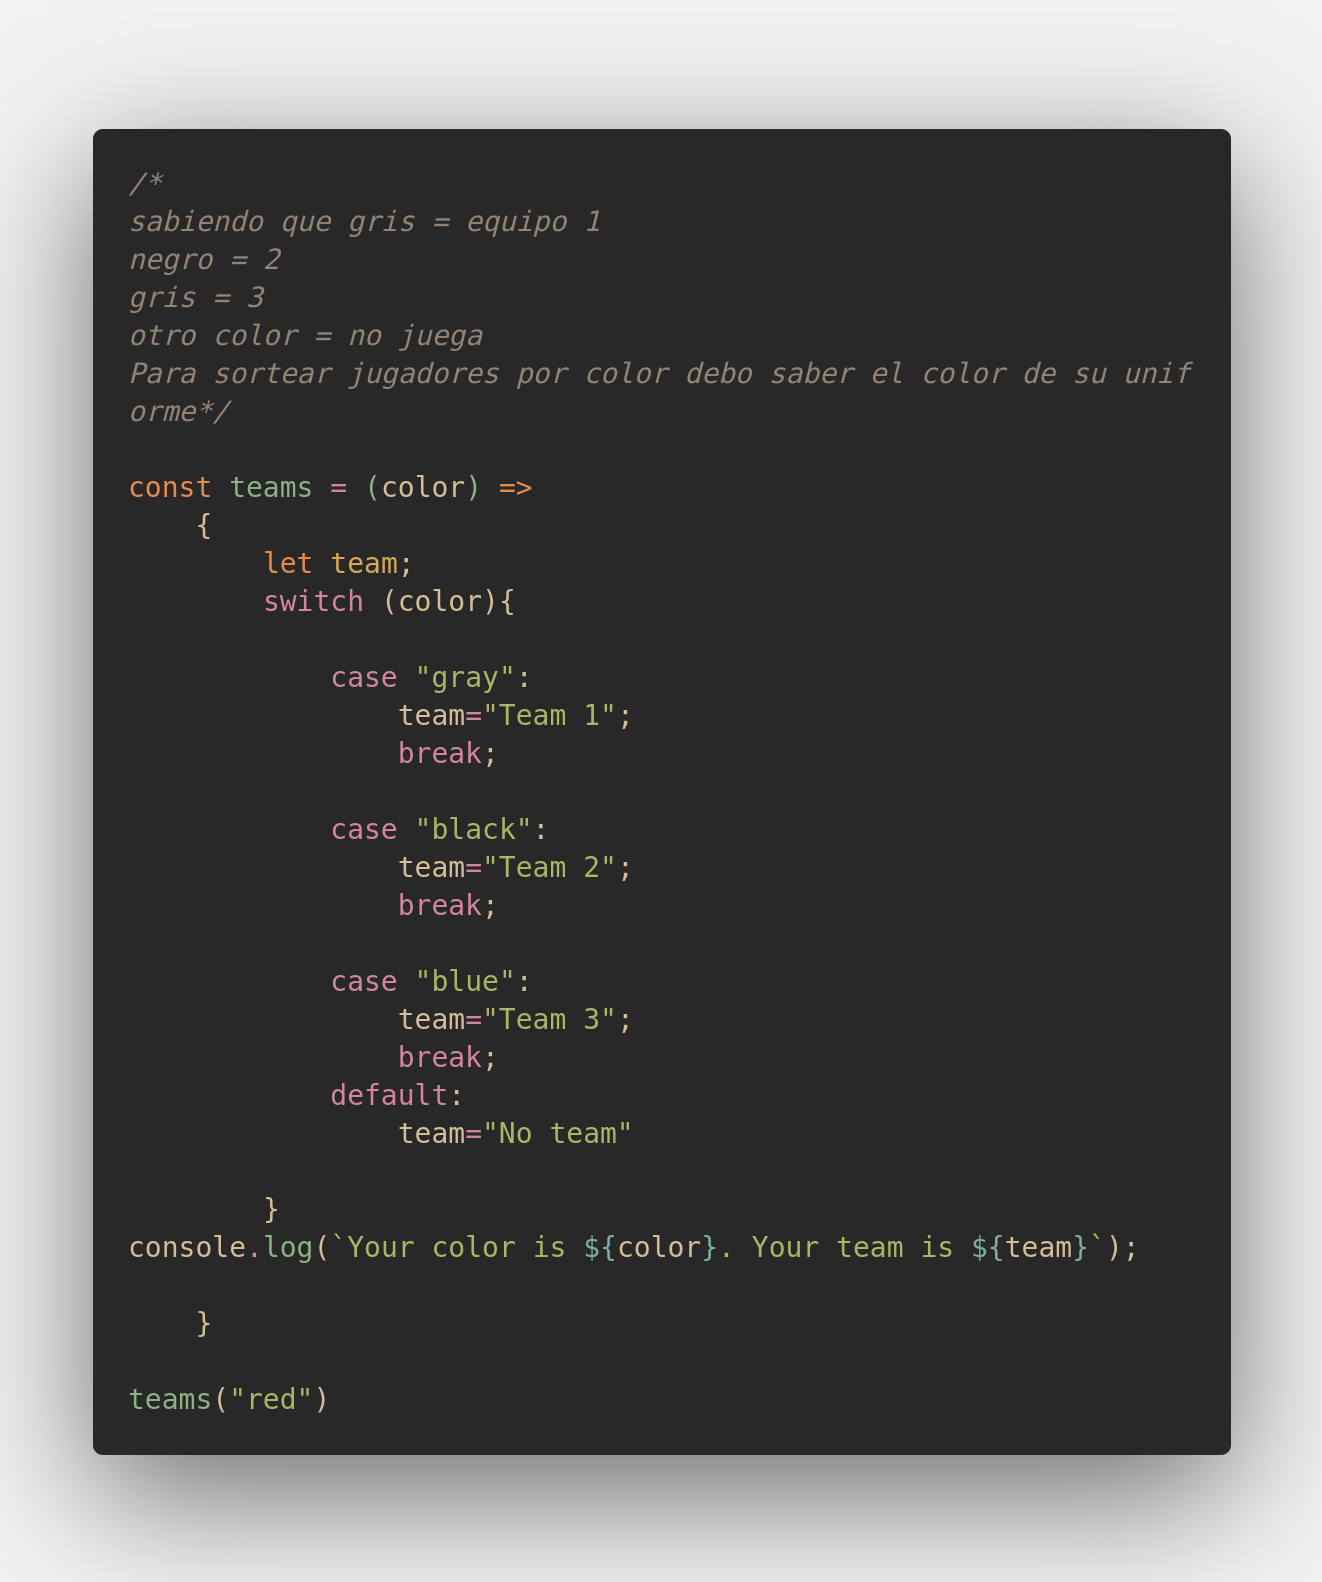 /*
sabiendo que gris = equipo 1
negro = 2
gris = 3
otro color = no juega
Para sortear jugadores por color debo saber el color de su unif
orme*/

const teams = (color) =>
    {
        let team;
        switch (color){

            case "gray":
                team="Team 1";
                break;

            case "black":
                team="Team 2";
                break;

            case "blue":
                team="Team 3";
                break;
            default:
                team="No team"

        }
console.log(`Your color is ${color}. Your team is ${team}`);

    }

teams("red")